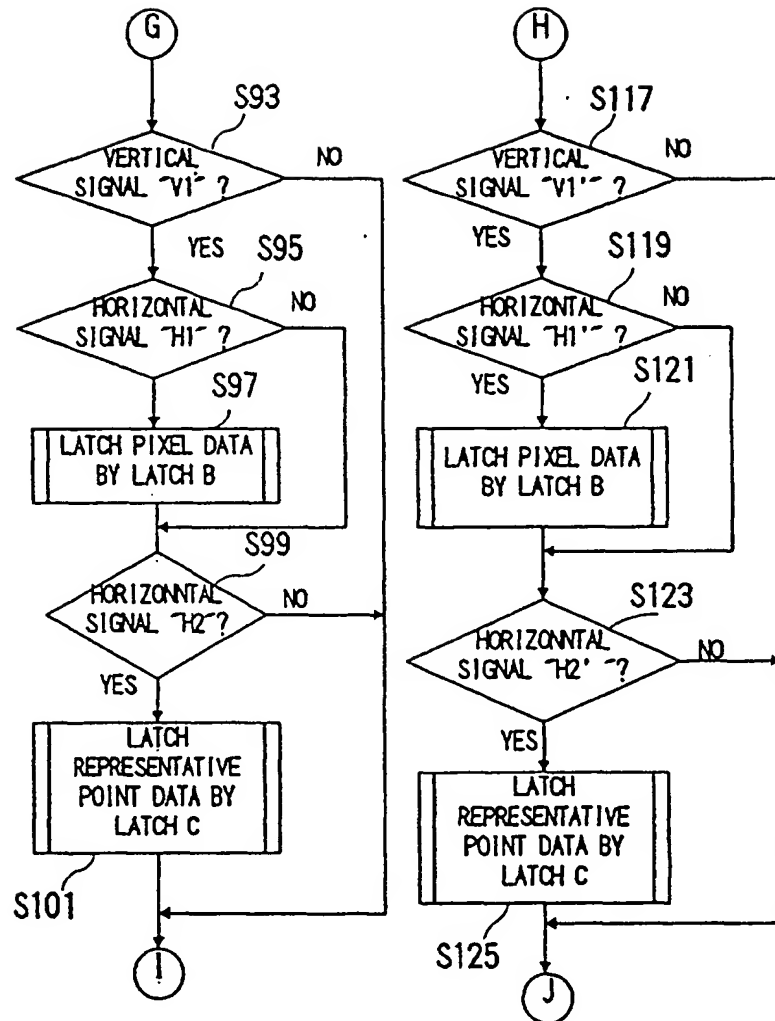 G
S93
VERTICAL
SIGNAL "V1" ?
NO
YES
S95
HORIZONTAL
SIGNAL "H1" ?
NO
S97
LATCH PIXEL DATA
BY LATCH B
S99
HORIZONNTAL
SIGNAL "H2"?
NO
YES
LATCH
REPRESENTATIVE
POINT DATA BY
LATCH C
S101
I
H
S117
VERTICAL
SIGNAL "V1'" ?
NO
YES
S119
HORIZONTAL
SIGNAL "H1'" ?
NO
YES
S121
LATCH PIXEL DATA
BY LATCH B
S123
HORIZONNTAL
SIGNAL "H2'" ?
NO
YES
LATCH
REPRESENTATIVE
POINT DATA BY
LATCH C
S125
J